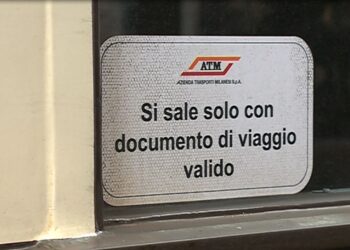 ATM
AZIENDA TRASPORTI MILANESI S.p.A.
Si sale solo con
documento di viaggio
valido